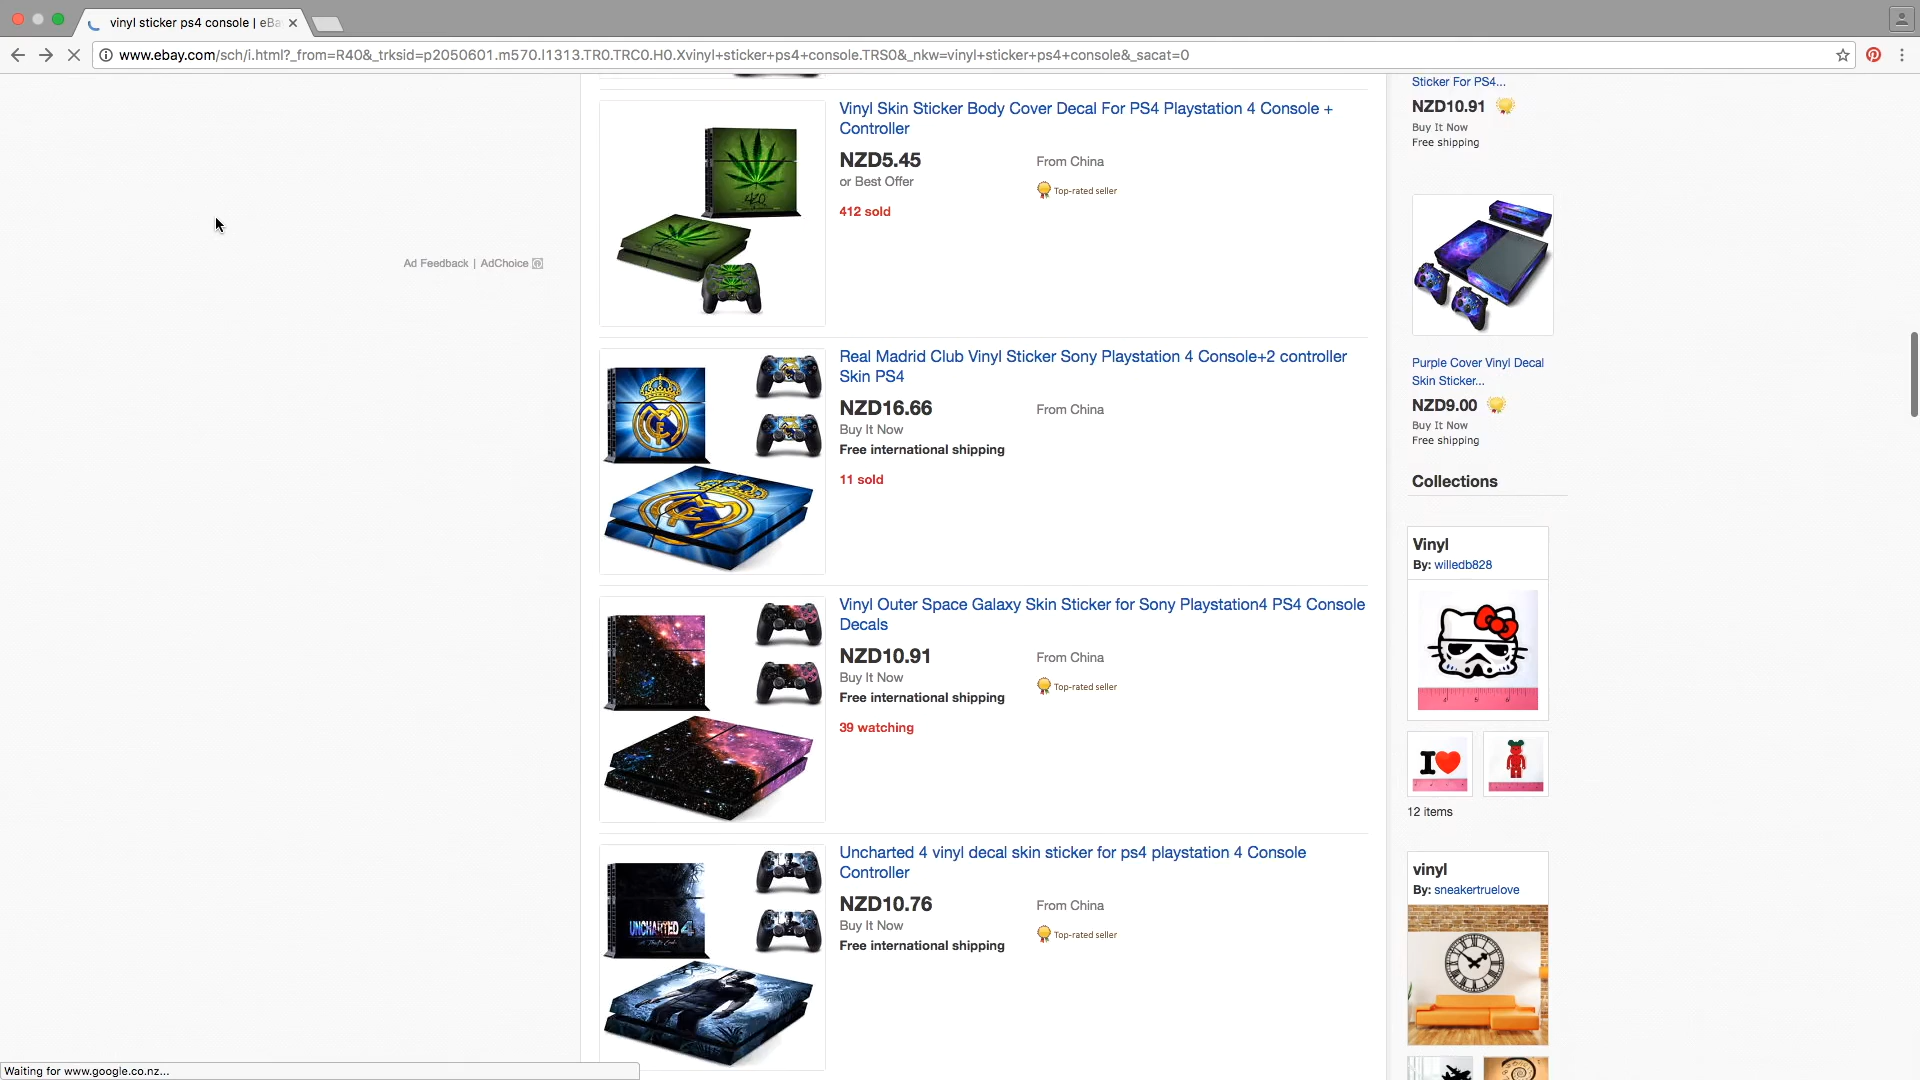 vinyl sticker ps4 console | eBa
www.ebay.com/sch/i.html?_from=R40&_trksid=p2050601.m570.l1313.TR0.TRC0.H0.Xvinyl+sticker+ps4+console.TRS0&_nkw=vinyl+sticker+ps4+console&_sacat=0
Ad Feedback | AdChoice
Vinyl Skin Sticker Body Cover Decal For PS4 Playstation 4 Console +
Controller
NZD5.45
From China
or Best Offer
Top-rated seller
412 sold
Real Madrid Club Vinyl Sticker Sony Playstation 4 Console+2 controller
Skin PS4
NZD16.66
From China
Buy It Now
Free international shipping
11 sold
Vinyl Outer Space Galaxy Skin Sticker for Sony Playstation4 PS4 Console
Decals
NZD10.91
From China
Buy It Now
Top-rated seller
Free international shipping
39 watching
UNCHARTED 4
Uncharted 4 vinyl decal skin sticker for ps4 playstation 4 Console
Controller
NZD10.76
From China
Buy It Now
Top-rated seller
Free international shipping
Sticker For PS4...
NZD10.91
Buy It Now
Free shipping
Purple Cover Vinyl Decal
Skin Sticker...
NZD9.00
Buy It Now
Free shipping
Collections
Vinyl
By: willedb828
I
12 items
vinyl
By: sneakertruelove
Waiting for www.google.co.nz...